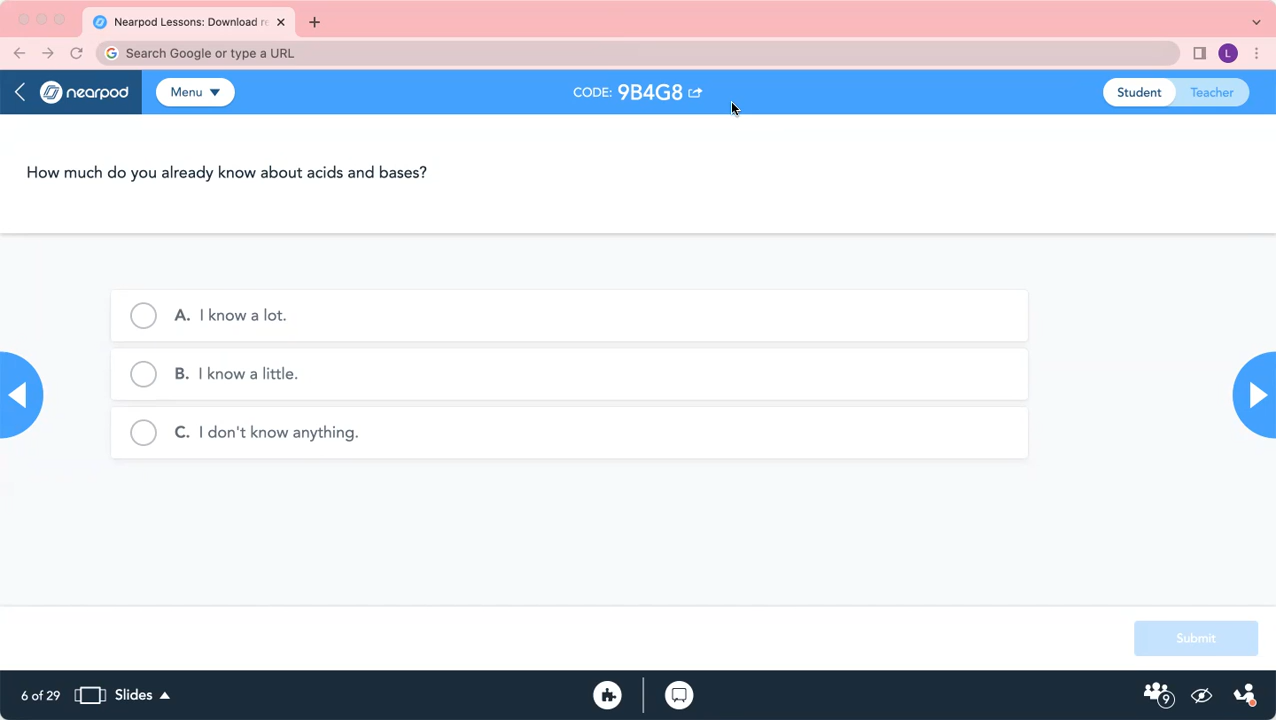 Nearpod Lessons: Download r
Search Google or type a URL
L
nearpod
Menu
CODE: 9B4G8
Student
Teacher
How much do you already know about acids and bases?
A. I know a lot.
B. I know a little.
C. I don't know anything.
Submit
6 of 29
Slides
9